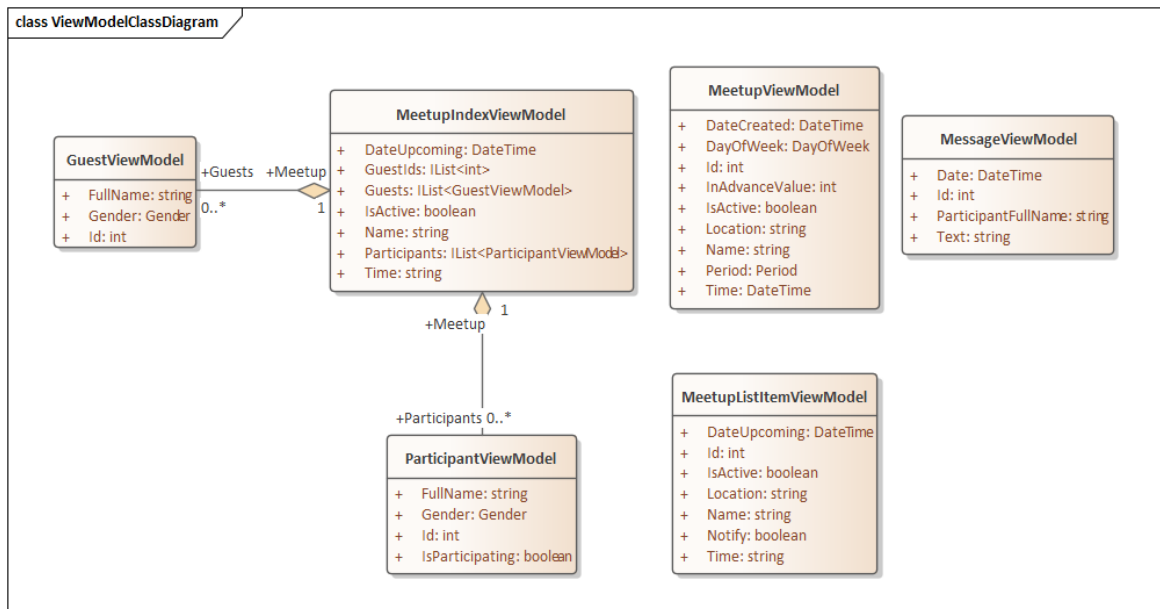 class ViewModelClassDiagram
GuestViewModel
+ FullName: string
+ Gender: Gender
+ Id: int
+Guests
0..*
+Meetup
1
MeetupIndexViewModel
+ DateUpcoming: DateTime
+ GuestIds: IList<int>
+ Guests: IList<GuestViewModel>
+ IsActive: boolean
+ Name: string
+ Participants: IList<ParticipantViewModel>
+ Time: string
1
+Meetup
+Participants 0..*
ParticipantViewModel
+ FullName: string
+ Gender: Gender
+ Id: int
+ IsParticipating: boolean
MeetupViewModel
+ DateCreated: DateTime
+ DayOfWeek: DayOfWeek
+ Id: int
+ InAdvanceValue: int
+ IsActive: boolean
+ Location: string
+ Name: string
+ Period: Period
+ Time: DateTime
MeetupListItemViewModel
+ DateUpcoming: DateTime
+ Id: int
+ IsActive: boolean
+ Location: string
+ Name: string
+ Notify: boolean
+ Time: string
MessageViewModel
+ Date: DateTime
+ Id: int
+ ParticipantFullName: string
+ Text: string